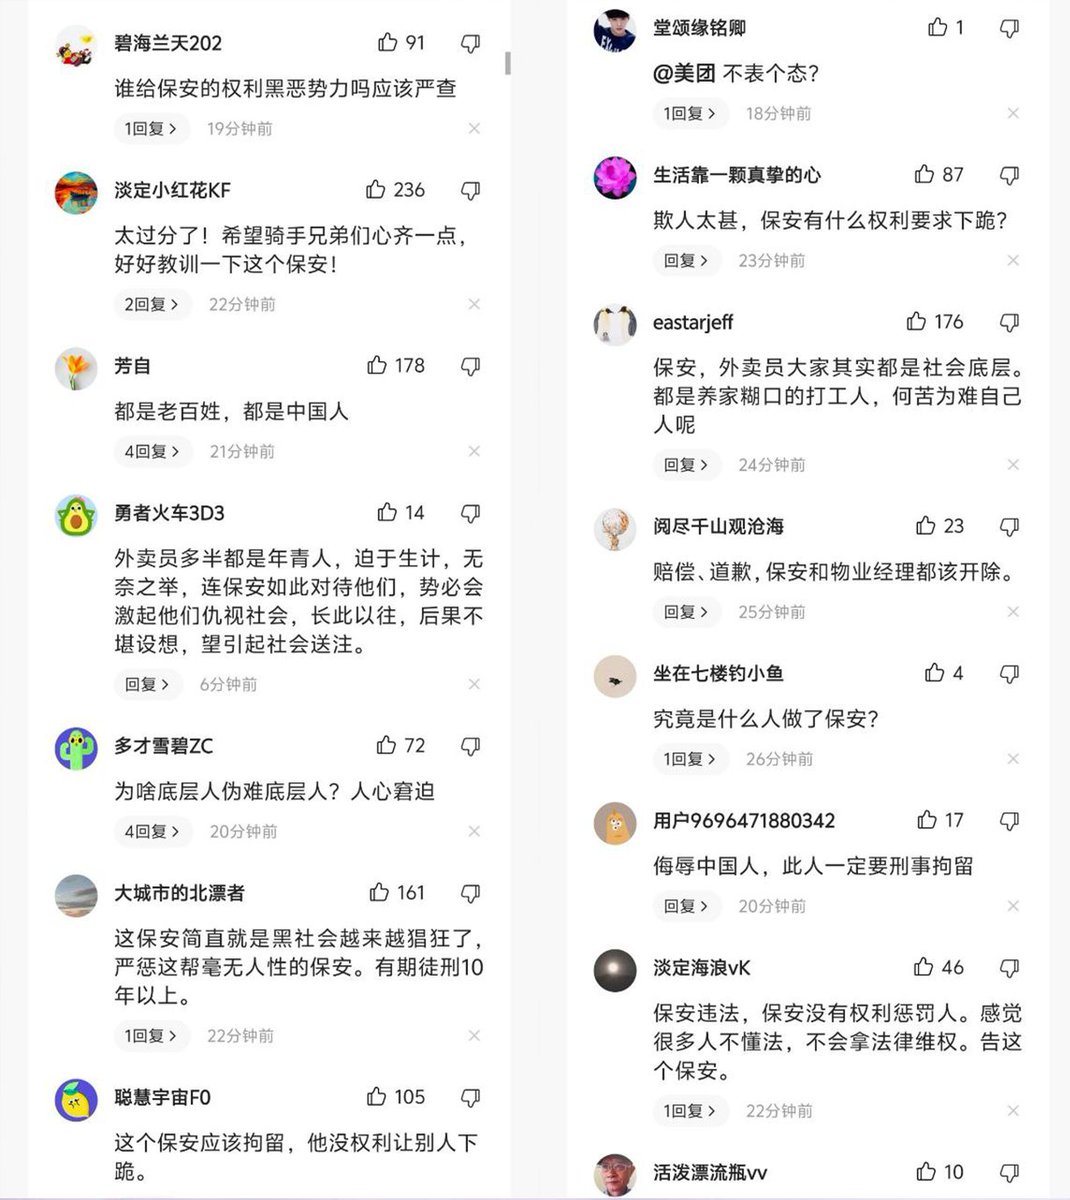 碧海兰天202 91
谁给保安的权利黑恶势力吗应该严查
1回复 > 19分钟前 ×
淡定小红花KF 236
太过分了！希望骑手兄弟们心齐一点，
好好教训一下这个保安！
2回复 > 22分钟前 ×
芳自 178
都是老百姓，都是中国人
4回复 > 21分钟前 ×
勇者火车3D3 14
外卖员多半都是年青人，迫于生计，无
奈之举，连保安如此对待他们，势必会
激起他们仇视社会，长此以往，后果不
堪设想，望引起社会送注。
回复 > 6分钟前 ×
多才雪碧ZC 72
为啥底层人伪难底层人？人心窘迫
4回复 > 20分钟前 ×
大城市的北漂者 161
这保安简直就是黑社会越来越猖狂了，
严惩这帮毫无人性的保安。有期徒刑10
年以上。
1回复 > 22分钟前 ×
聪慧宇宙F0 105
这个保安应该拘留，他没权利让别人下
跪。
堂颂缘铭卿 1
@美团 不表个态？
1回复 > 18分钟前 ×
生活靠一颗真挚的心 87
欺人太甚，保安有什么权利要求下跪？
回复 > 23分钟前 ×
eastarjeff 176
保安，外卖员大家其实都是社会底层。
都是养家糊口的打工人，何苦为难自己
人呢
回复 > 24分钟前 ×
阅尽千山观沧海 23
赔偿、道歉，保安和物业经理都该开除。
回复 > 25分钟前 ×
坐在七楼钓小鱼 4
究竟是什么人做了保安？
1回复 > 26分钟前 ×
用户9696471880342 17
侮辱中国人，此人一定要刑事拘留
回复 > 20分钟前 ×
淡定海浪vK 46
保安违法，保安没有权利惩罚人。感觉
很多人不懂法，不会拿法律维权。告这
个保安。
1回复 > 22分钟前 ×
活泼漂流瓶vv 10